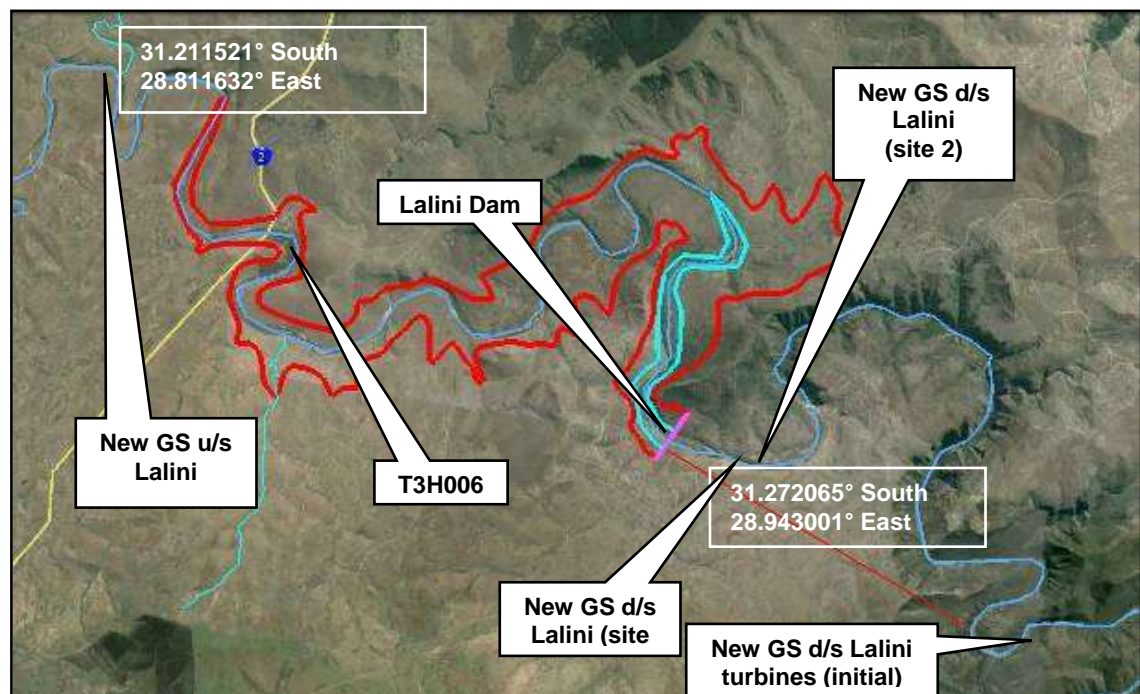 31.211521° South
28.811632° East
New GS d/s
Lalini
(site 2)
2
Lalini Dam
New GS u/s
Lalini
T3H006
31.272065° South
28.943001° East
New GS d/s
Lalini (site
New GS d/s Lalini
turbines (initial)